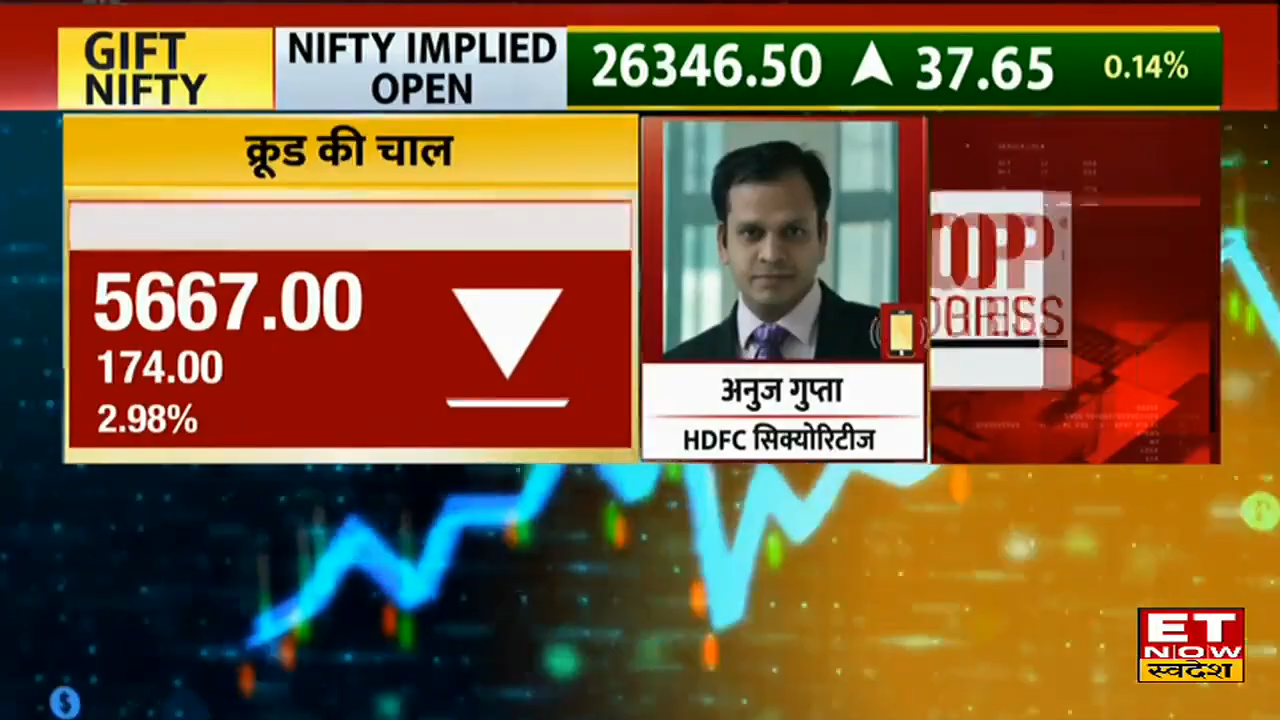 GIFT
NIFTY
NIFTY IMPLIED
OPEN
26346.50 ▲ 37.65 0.14%
क्रूड की चाल
5667.00
174.00
2.98%
अनुज गुप्ता
HDFC सिक्योरिटीज
ET
NOW
स्वदेश